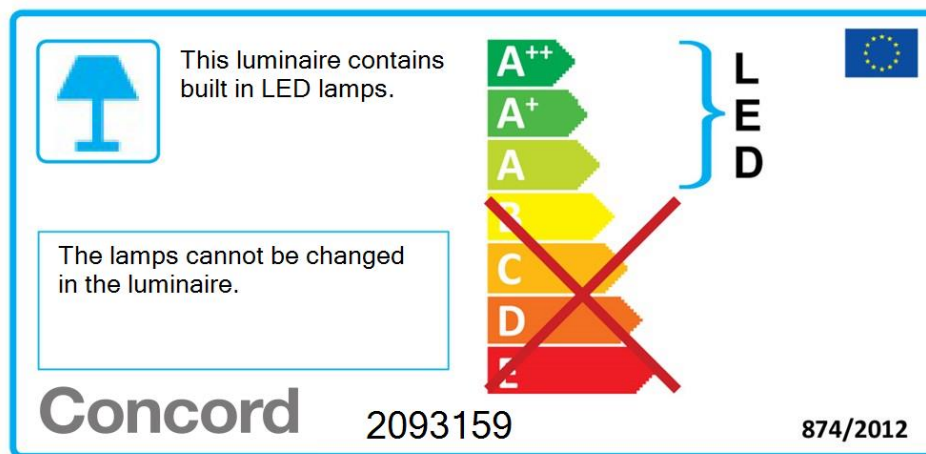 This luminaire contains
built in LED lamps.
A++
A+
A
B
C
D
E
L
E
D
The lamps cannot be changed
in the luminaire.
Concord
2093159
874/2012